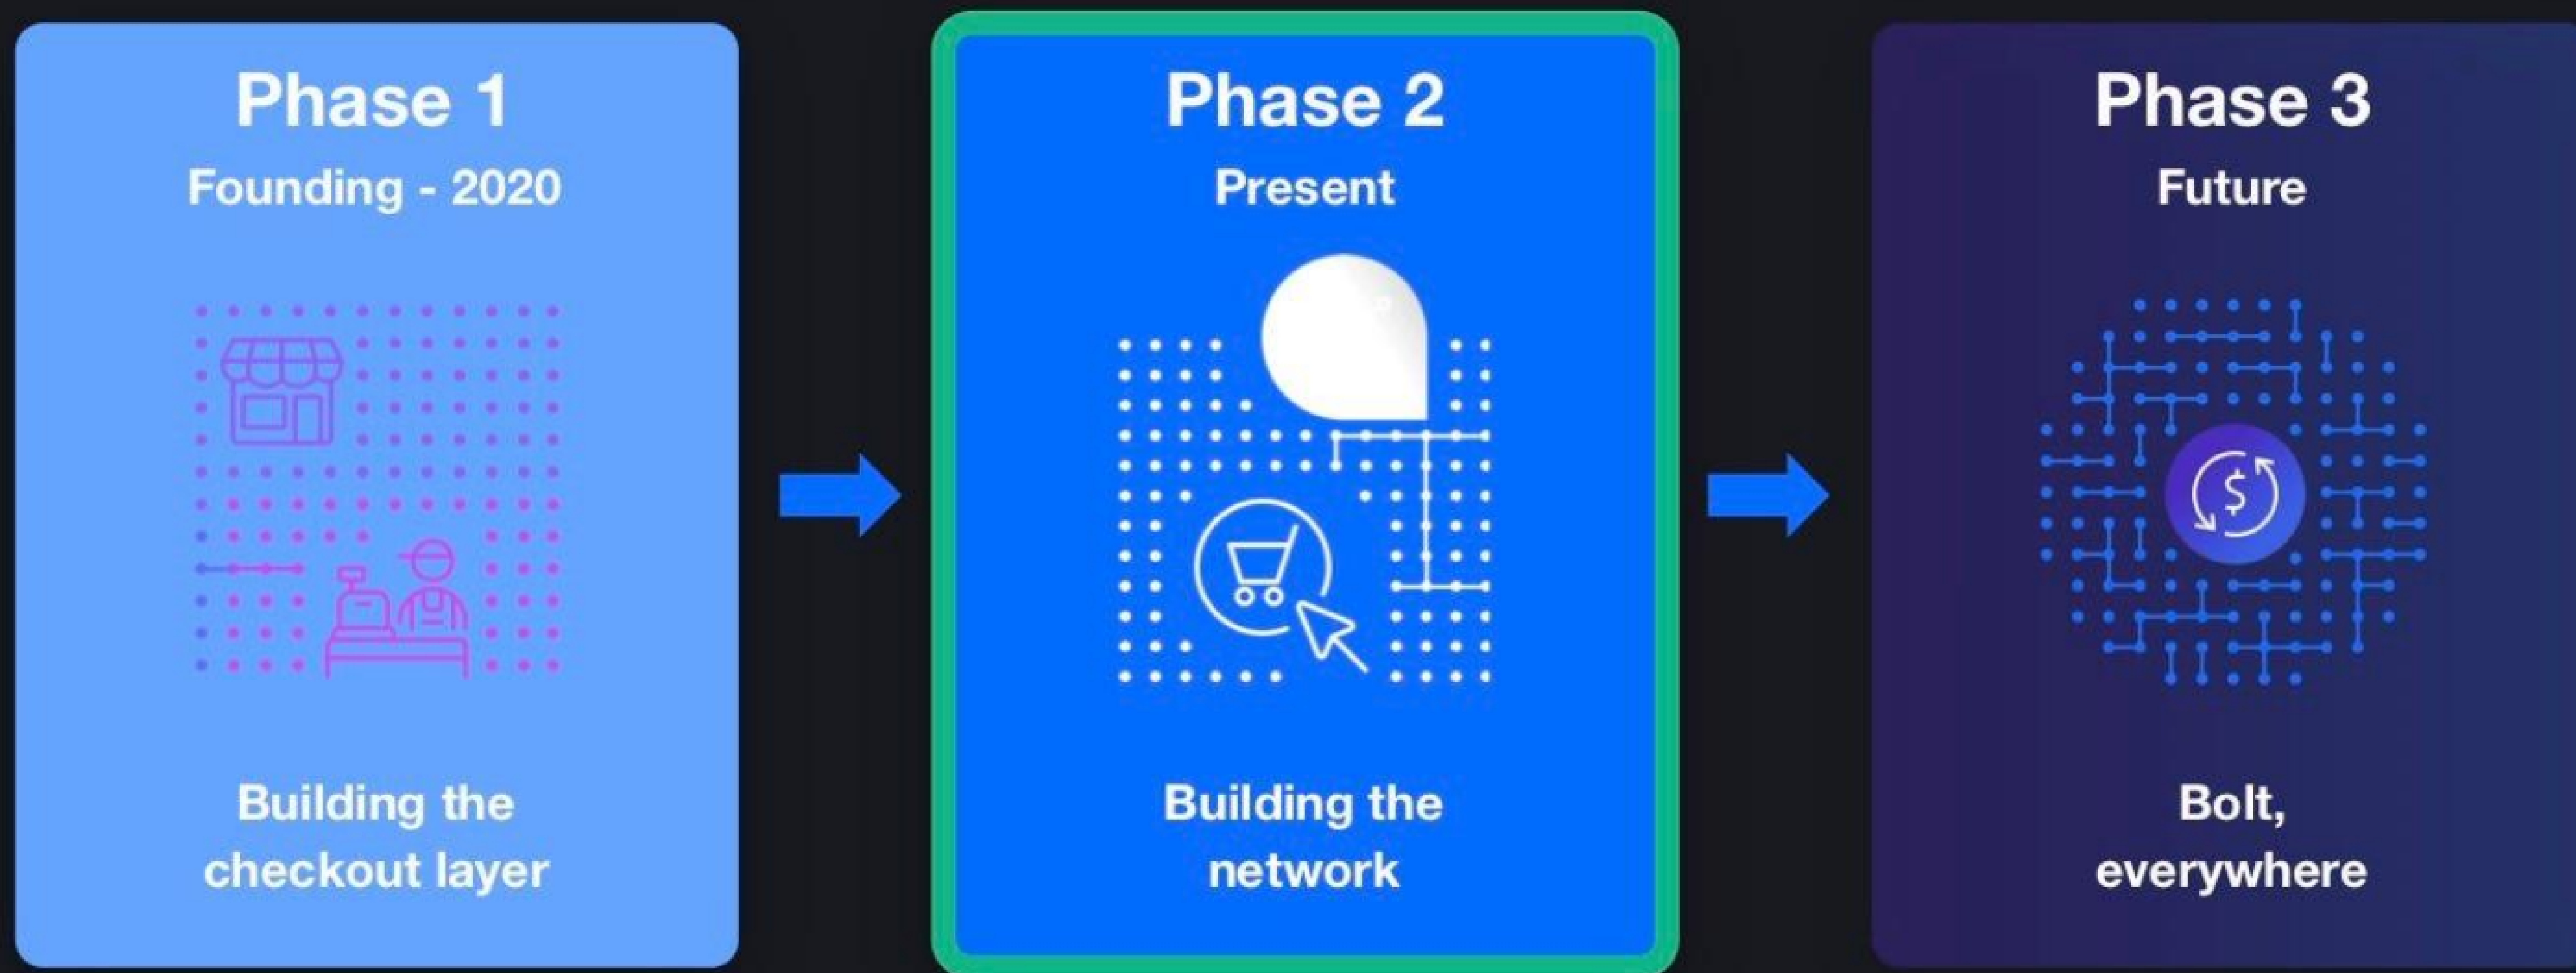 Phase 1
Founding - 2020
Building the
checkout layer
Phase 2
Present
Building the
network
Phase 3
Future
$
Bolt,
everywhere